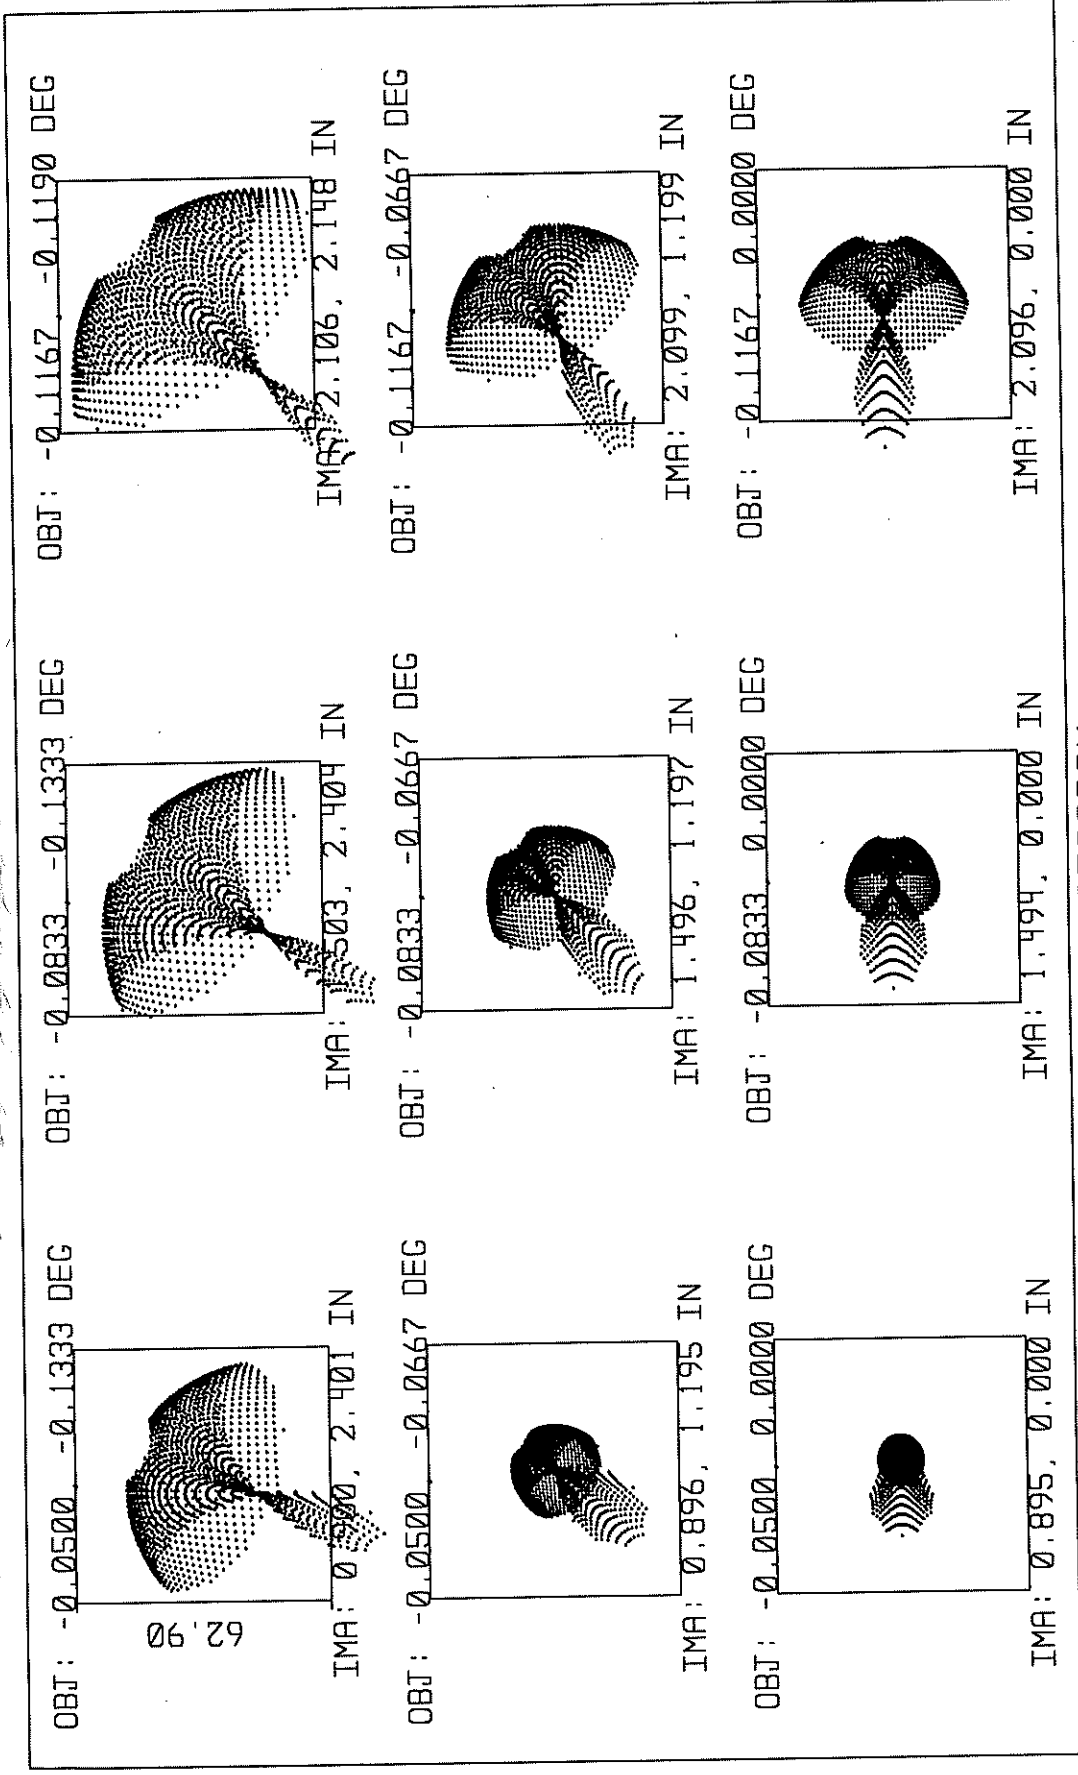 OBJ: -0.0500 -0.1333 DEG
OBJ: -0.0833 -0.1333 DEG
OBJ: -0.1167 -0.1190 DEG
62.90
IMA: 0.900, 2.401 IN
IMA: 1.503, 2.404 IN
IMA: 2.106, 2.148 IN
OBJ: -0.0500 -0.0667 DEG
OBJ: -0.0833 -0.0667 DEG
OBJ: -0.1167 -0.0667 DEG
IMA: 0.896, 1.195 IN
IMA: 1.496, 1.197 IN
IMA: 2.099, 1.199 IN
OBJ: -0.0500 0.0000 DEG
OBJ: -0.0833 0.0000 DEG
OBJ: -0.1167 0.0000 DEG
IMA: 0.895, 0.000 IN
IMA: 1.494, 0.000 IN
IMA: 2.096, 0.000 IN